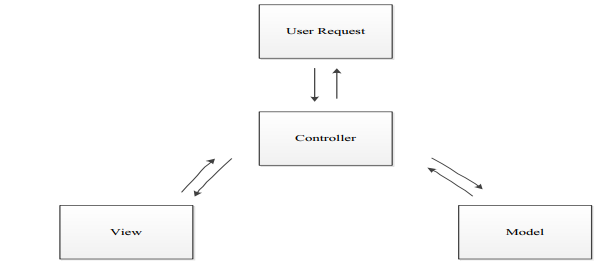 User Request
Controller
View
Model